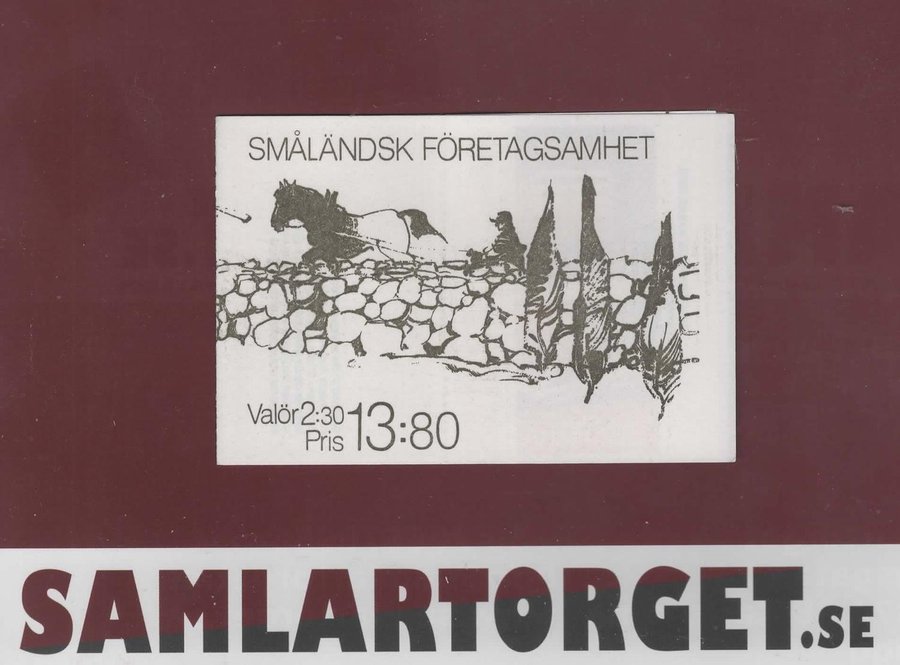 SMÅLÄNDSK FÖRETAGSAMHET
Valör 2:30
Pris 13:80
SAMLARTORGET.SE